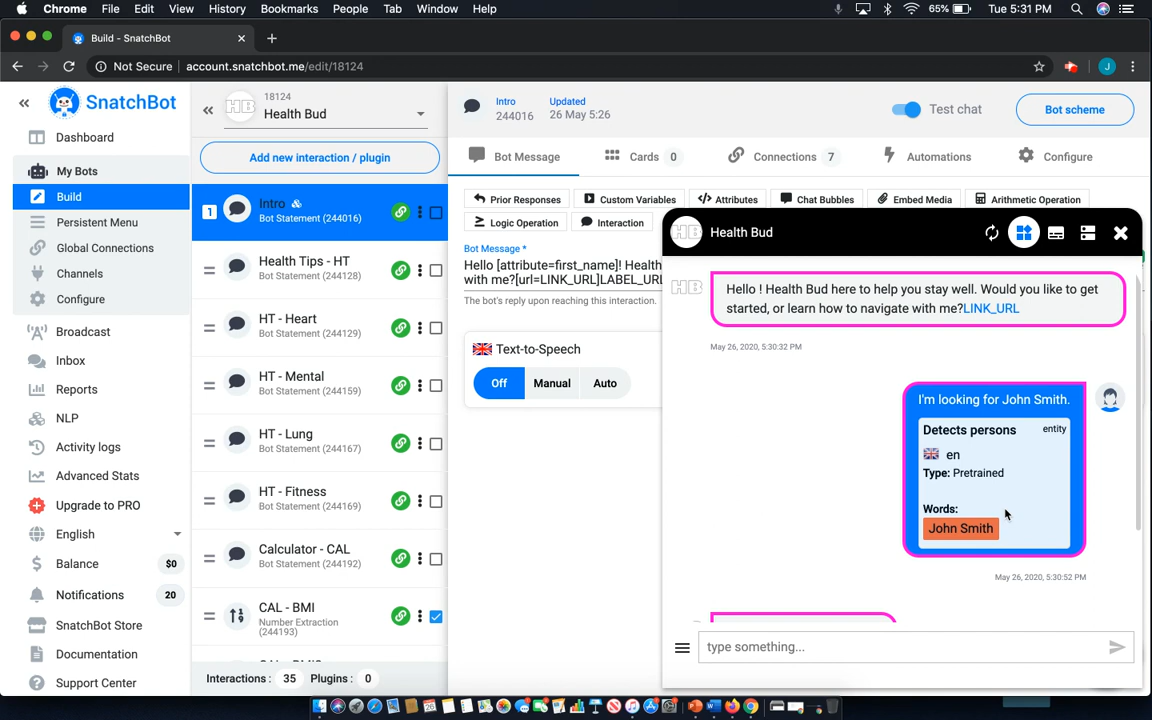 Chrome File Edit View History Bookmarks People Tab Window Help 65% Tue 5:31 PM
Build - SnatchBot
Not Secure account.snatchbot.me/edit/18124 J
SnatchBot
Dashboard
My Bots
Build
Persistent Menu
Global Connections
Channels
Configure
Broadcast
Inbox
Reports
NLP
Activity logs
Advanced Stats
Upgrade to PRO
English
Balance $0
Notifications 20
SnatchBot Store
Documentation
Support Center
HB 18124
Health Bud
Add new interaction / plugin
1 Intro
Bot Statement (244016)
Health Tips - HT
Bot Statement (244128)
HT - Heart
Bot Statement (244129)
HT - Mental
Bot Statement (244159)
HT - Lung
Bot Statement (244167)
HT - Fitness
Bot Statement (244169)
Calculator - CAL
Bot Statement (244192)
CAL - BMI
Number Extraction
(244193)
Interactions : 35 Plugins : 0
Intro Updated
244016 26 May 5:26
Test chat
Bot scheme
Bot Message Cards 0 Connections 7 Automations Configure
Prior Responses Custom Variables Attributes Chat Bubbles Embed Media Arithmetic Operation
Logic Operation Interaction
Bot Message *
Hello [attribute=first_name]! Health
with me?[url=LINK_URL]LABEL_URL
The bot's reply upon reaching this interaction.
Text-to-Speech
Off Manual Auto
HB Health Bud
HB
Hello ! Health Bud here to help you stay well. Would you like to get
started, or learn how to navigate with me?LINK_URL
May 26, 2020, 5:30:32 PM
I'm looking for John Smith.
Detects persons entity
en
Type: Pretrained
Words:
John Smith
May 26, 2020, 5:30:52 PM
type something...